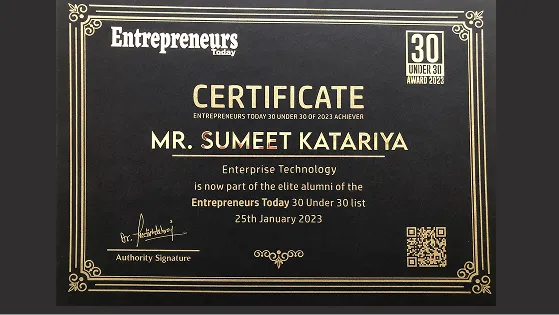 Entrepreneurs
Today
30
UNDER 30
AWARD 2023
CERTIFICATE
ENTREPRENEURS TODAY 30 UNDER 30 OF 2023 ACHIEVER
MR. SUMEET KATARIYA
Enterprise Technology
is now part of the elite alumni of the
Entrepreneurs Today 30 Under 30 list
25th January 2023
Dr.
Authority Signature